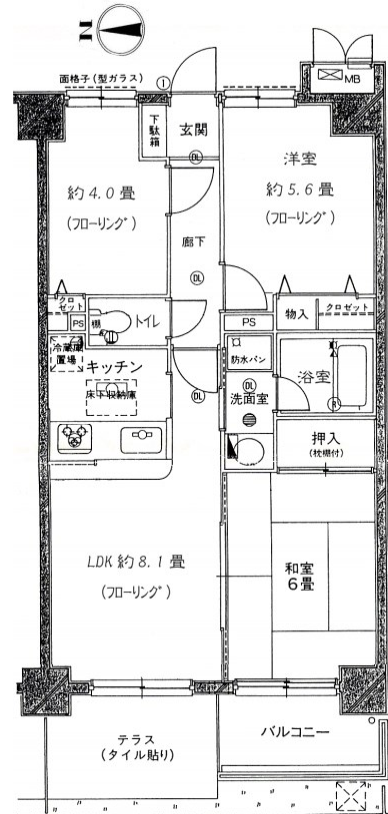 N
面格子(型ガラス)
①
MB
下駄箱
玄関
DL
洋室
約5.6畳
(フローリング)
約4.0畳
(フローリング)
廊下
DL
クロゼット
PS
棚
トイレ
PS
物入
クロゼット
冷蔵庫置場
キッチン
床下収納庫
DL
防水パン
DL
洗面室
浴室
R
押入
(枕棚付)
LDK 約8.1畳
(フローリング)
和室
6畳
テラス
(タイル貼り)
バルコニー